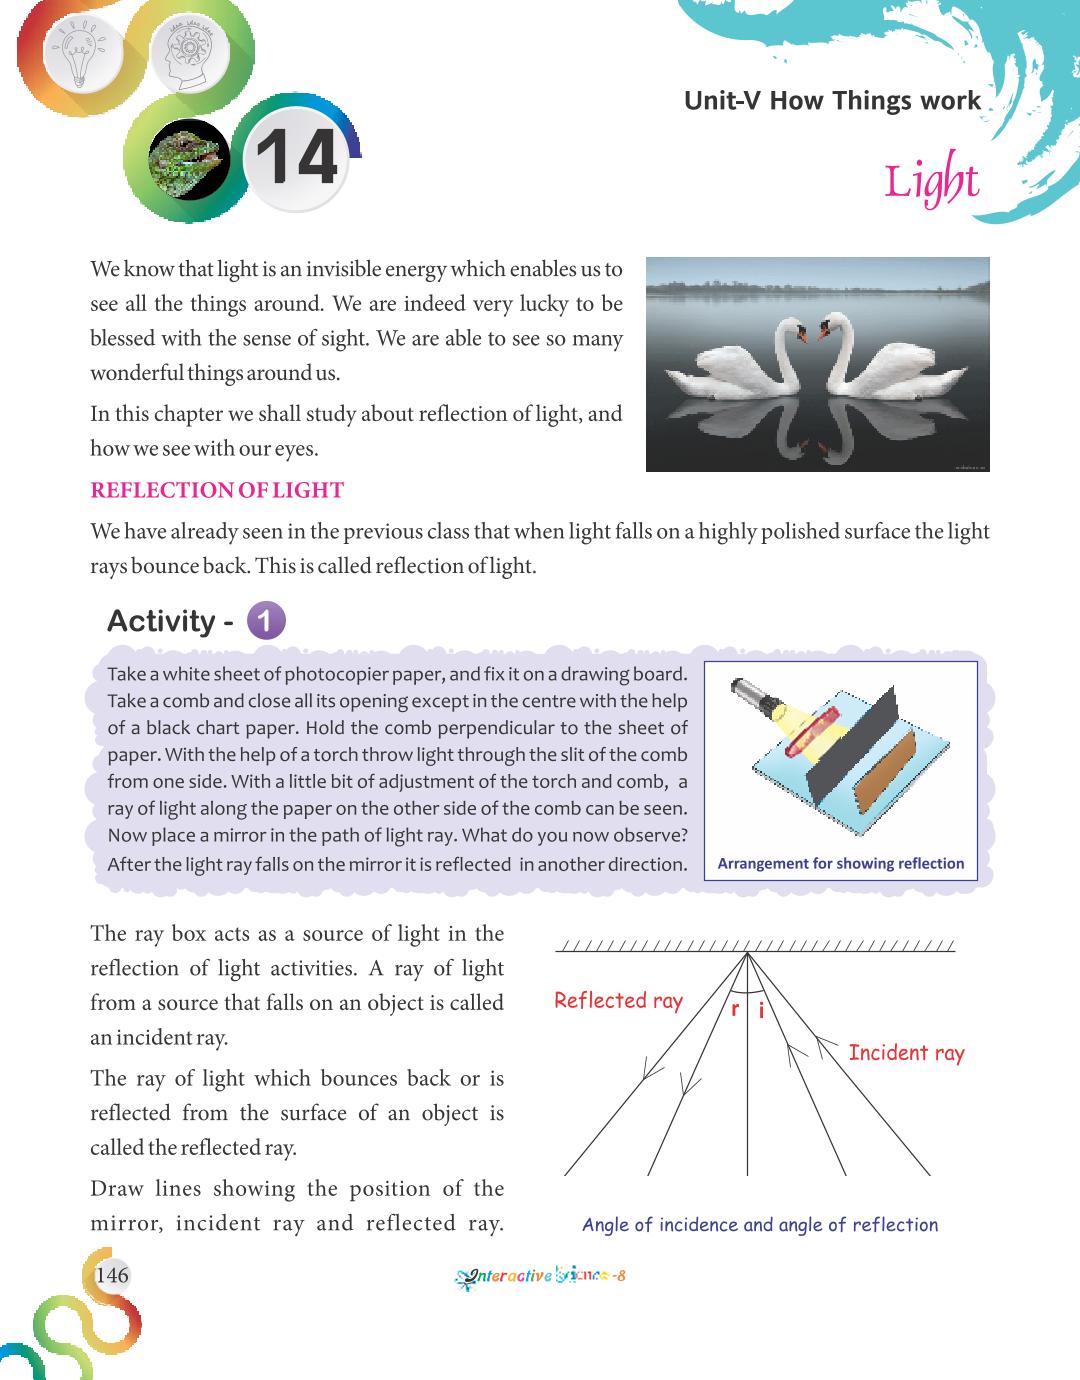 14
Unit-V How Things work
Light
We know that light is an invisible energy which enables us to
see all the things around. We are indeed very lucky to be
blessed with the sense of sight. We are able to see so many
wonderful things around us.
In this chapter we shall study about reflection of light, and
how we see with our eyes.
REFLECTION OF LIGHT
We have already seen in the previous class that when light falls on a highly polished surface the light
rays bounce back. This is called reflection of light.
Activity - 1
Take a white sheet of photocopier paper, and fix it on a drawing board.
Take a comb and close all its opening except in the centre with the help
of a black chart paper. Hold the comb perpendicular to the sheet of
paper. With the help of a torch throw light through the slit of the comb
from one side. With a little bit of adjustment of the torch and comb, a
ray of light along the paper on the other side of the comb can be seen.
Now place a mirror in the path of light ray. What do you now observe?
After the light ray falls on the mirror it is reflected in another direction.
Arrangement for showing reflection
The ray box acts as a source of light in the
reflection of light activities. A ray of light
from a source that falls on an object is called
an incident ray.
The ray of light which bounces back or is
reflected from the surface of an object is
called the reflected ray.
Draw lines showing the position of the
mirror, incident ray and reflected ray.
Reflected ray
r i
Incident ray
Angle of incidence and angle of reflection
146
Interactive Science -8